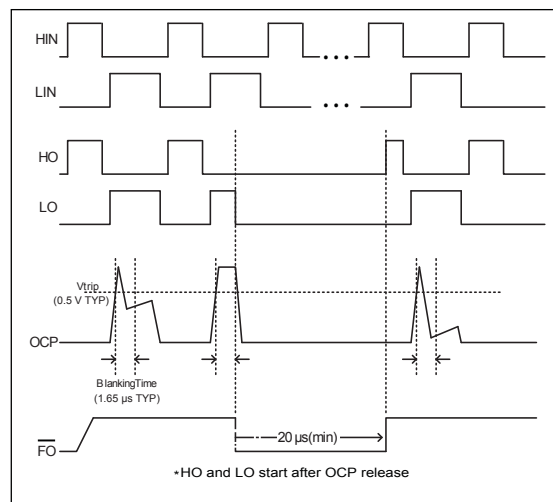 HIN
LIN
HO
LO
Vtrip
(0.5 V TYP)
OCP
BlankingTime
(1.65 µs TYP)
20 µs(min)
FO
*HO and LO start after OCP release